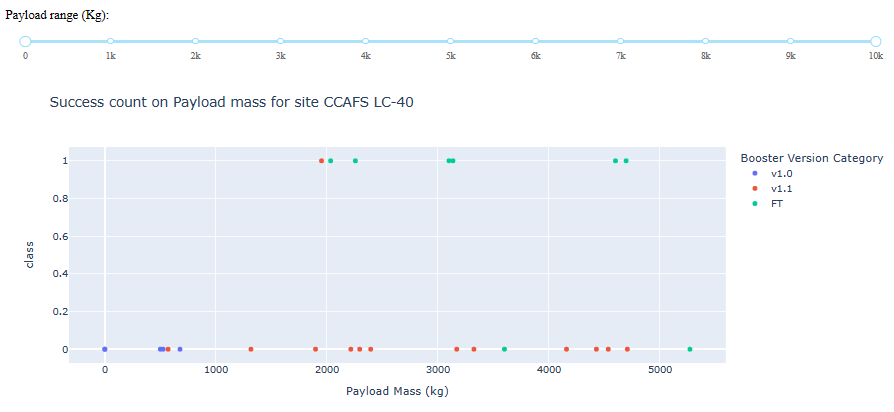 Payload range (Kg):
0 1k 2k 3k 4k 5k 6k 7k 8k 9k 10k
Success count on Payload mass for site CCAFS LC-40
Booster Version Category
v1.0
v1.1
FT
class
1
0.8
0.6
0.4
0.2
0
0 1000 2000 3000 4000 5000
Payload Mass (kg)